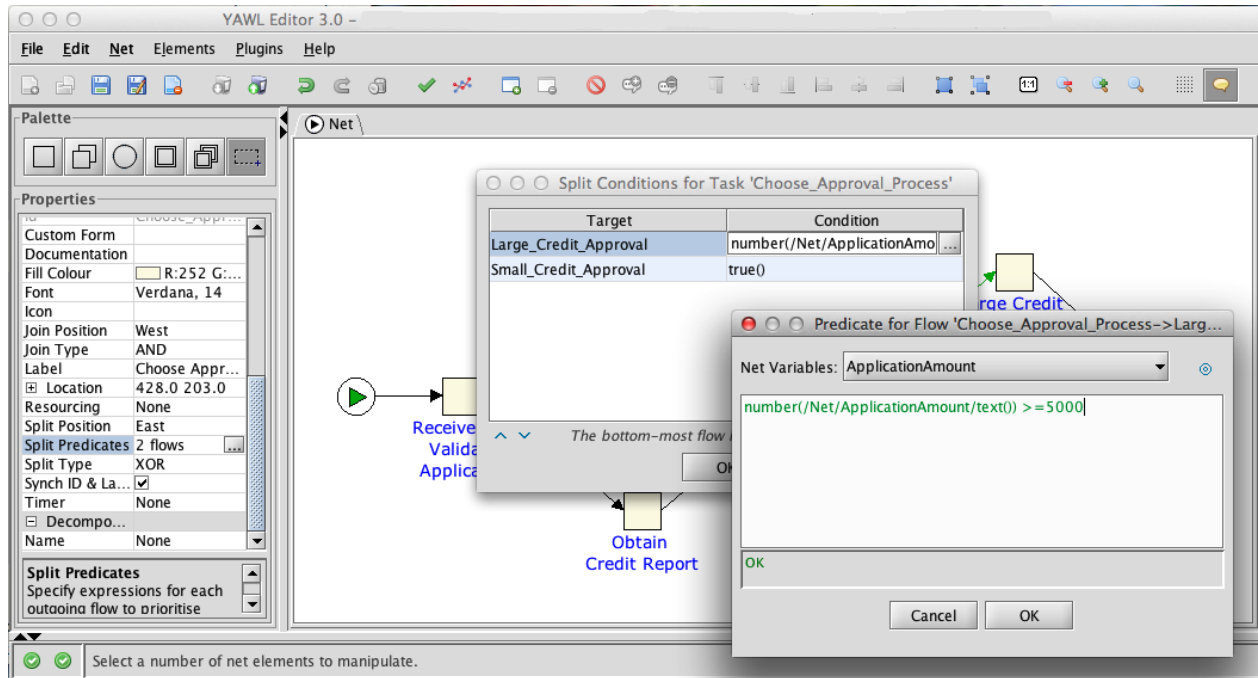 YAWL Editor 3.0 –
File Edit Net Elements Plugins Help
1:1
Palette
Net
Properties
Custom Form
Documentation
Fill Colour R:252 G:...
Font Verdana, 14
Icon
Join Position West
Join Type AND
Label Choose Appr...
Location 428.0 203.0
Resourcing None
Split Position East
Split Predicates 2 flows ...
Split Type XOR
Synch ID & La...
Timer None
Decompo...
Name None
Split Predicates
Specify expressions for each
outgoing flow to prioritise
Receive
Valida
Applica
Obtain
Credit Report
rge Credit
Split Conditions for Task 'Choose_Approval_Process'
Target Condition
Large_Credit_Approval number(/Net/ApplicationAmo ...
Small_Credit_Approval true()
The bottom-most flow
Predicate for Flow 'Choose_Approval_Process->Larg...
Net Variables: ApplicationAmount
number(/Net/ApplicationAmount/text()) >=5000
OK
Cancel OK
Select a number of net elements to manipulate.